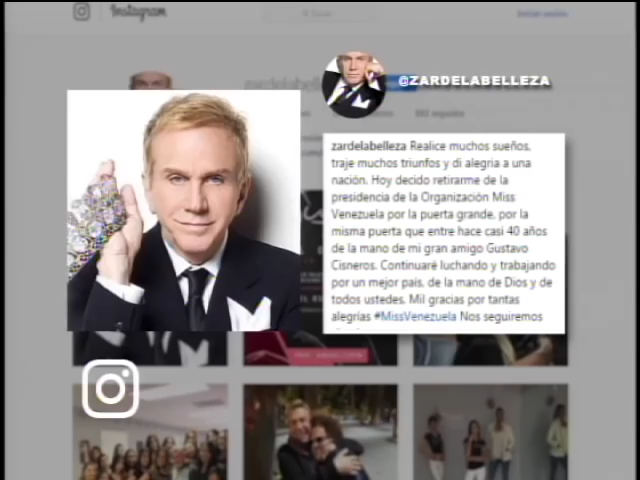 Instagram
@ZARDELABELLEZA
zardelabelleza Realice muchos sueños,
traje muchos triunfos y di alegria a una
nación. Hoy decido retirarme de la
presidencia de la Organización Miss
Venezuela por la puerta grande, por la
misma puerta que entre hace casi 40 años
de la mano de mi gran amigo Gustavo
Cisneros. Continuaré luchando y trabajando
por un mejor país, de la mano de Dios y de
todos ustedes. Mil gracias por tantas
alegrías #MissVenezuela Nos seguiremos